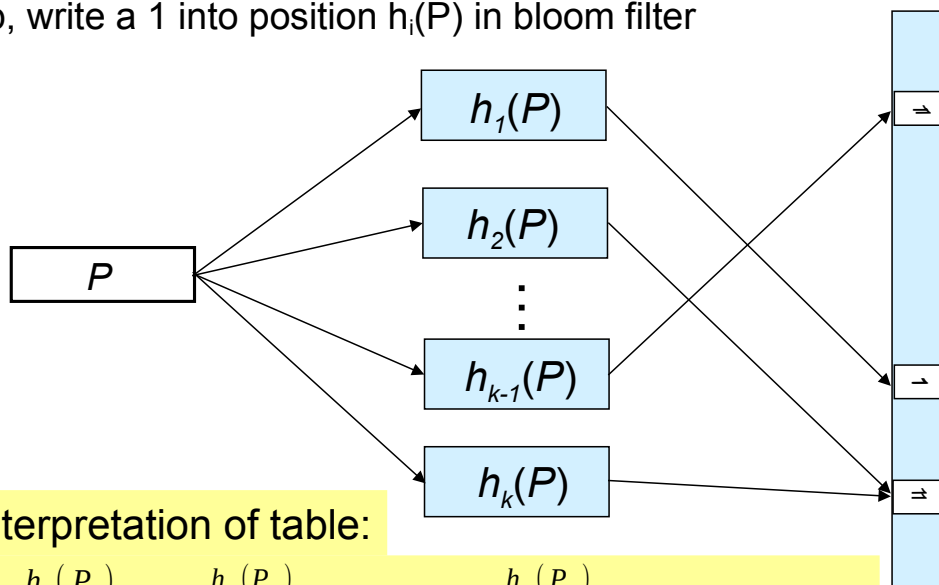 , write a 1 into position hᵢ(P) in bloom filter
h₁(P)
h₂(P)
P
⋮
hₖ₋₁(P)
hₖ(P)
terpretation of table: